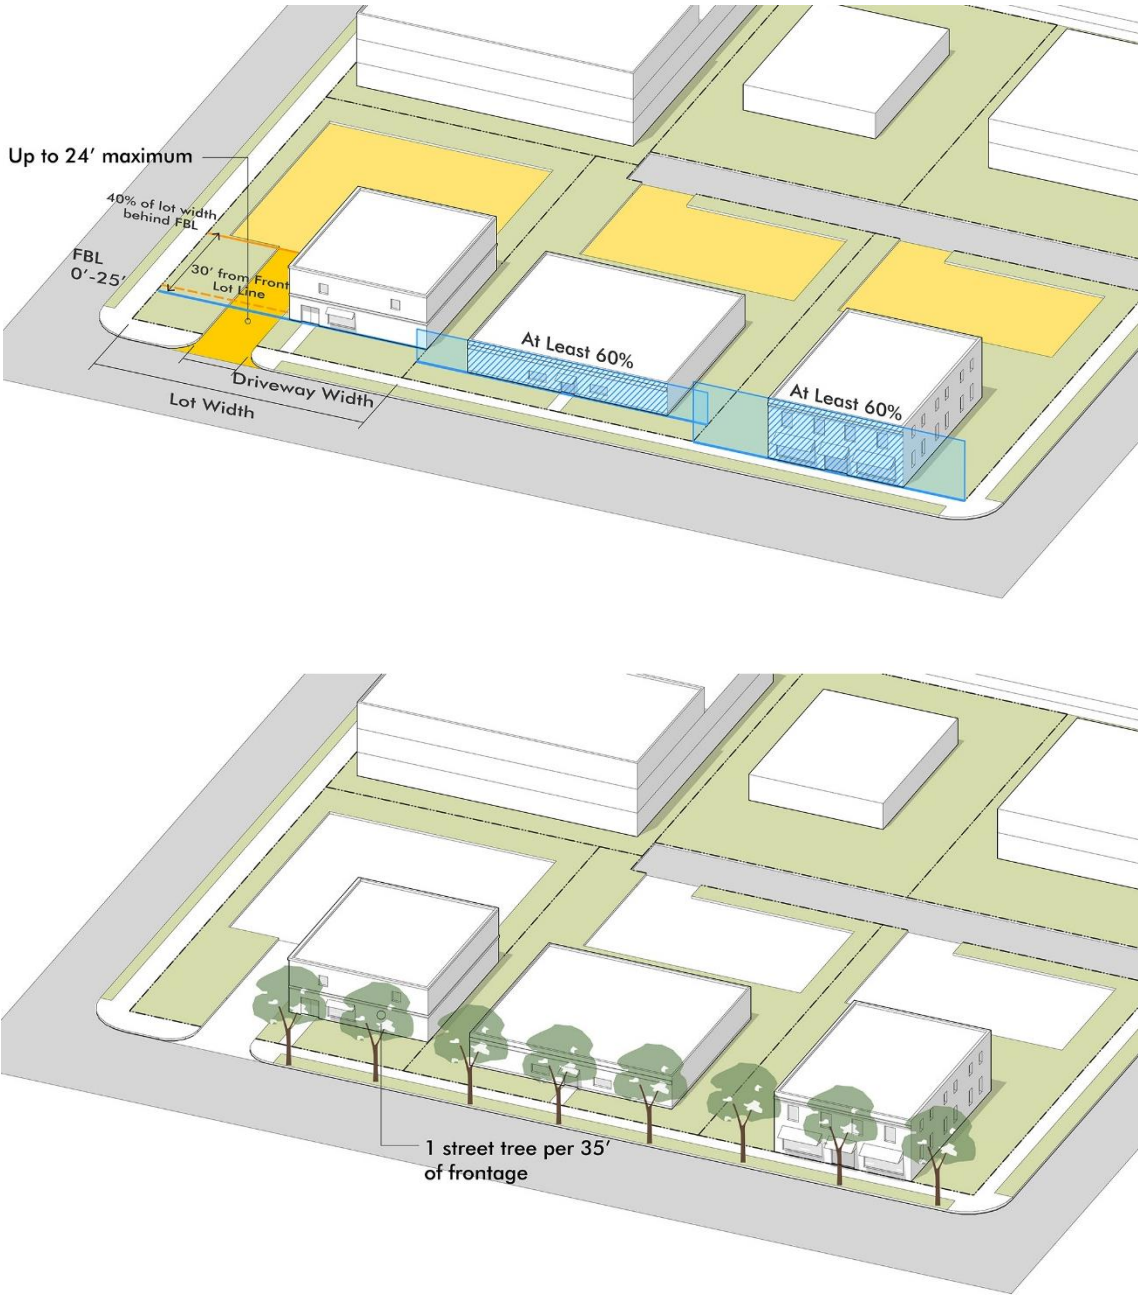 Up to 24' maximum
40% of lot width
behind FBL
FBL
0'-25'
30' from Front
Lot Line
At Least 60%
At Least 60%
Driveway Width
Lot Width
1 street tree per 35'
of frontage